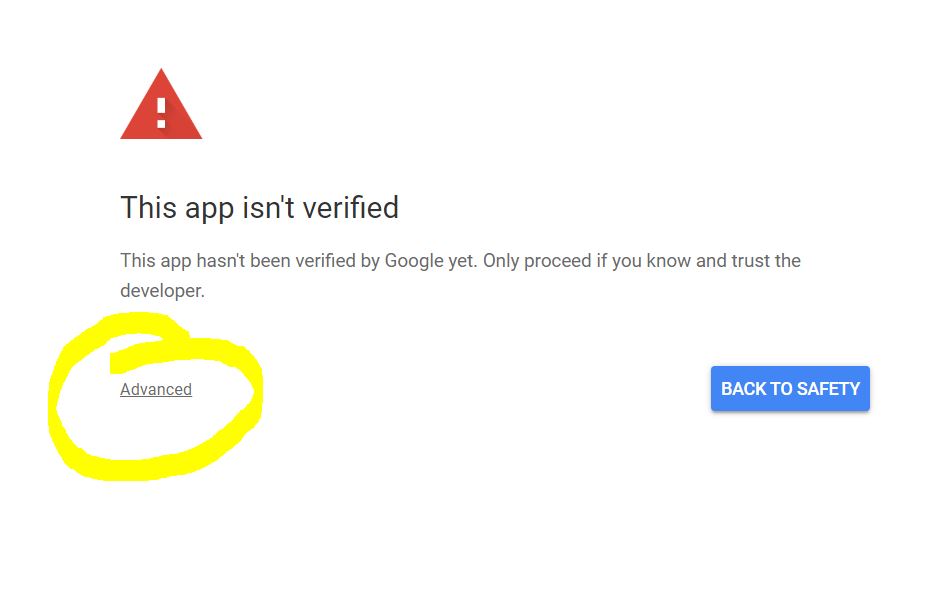 This app isn't verified
This app hasn't been verified by Google yet. Only proceed if you know and trust the
developer.
Advanced
BACK TO SAFETY